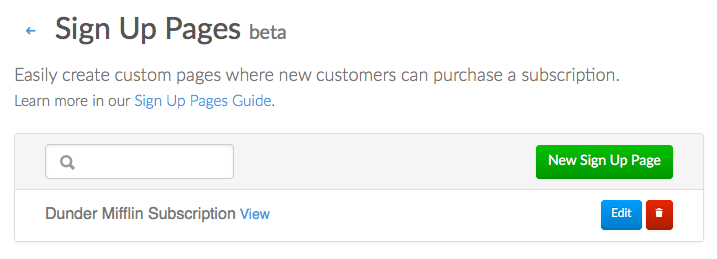 Sign Up Pages beta
Easily create custom pages where new customers can purchase a subscription.
Learn more in our Sign Up Pages Guide.
New Sign Up Page
Dunder Mifflin Subscription View Edit